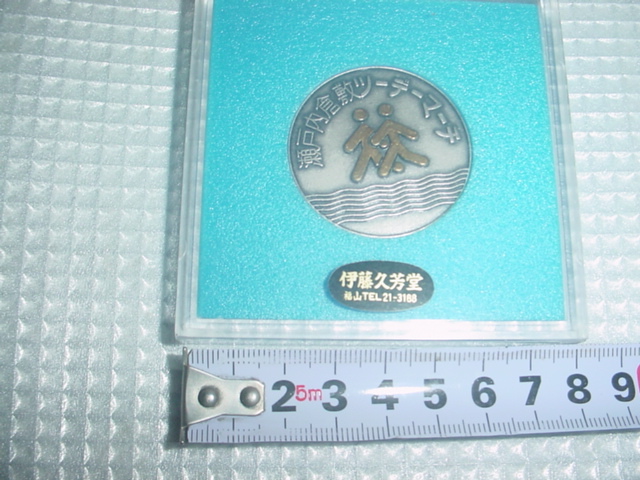 瀬戸内倉敷ツーデーマーチ
伊藤久芳堂
福山TEL.21-3168
2 5m 3 4 5 6 7 8 9